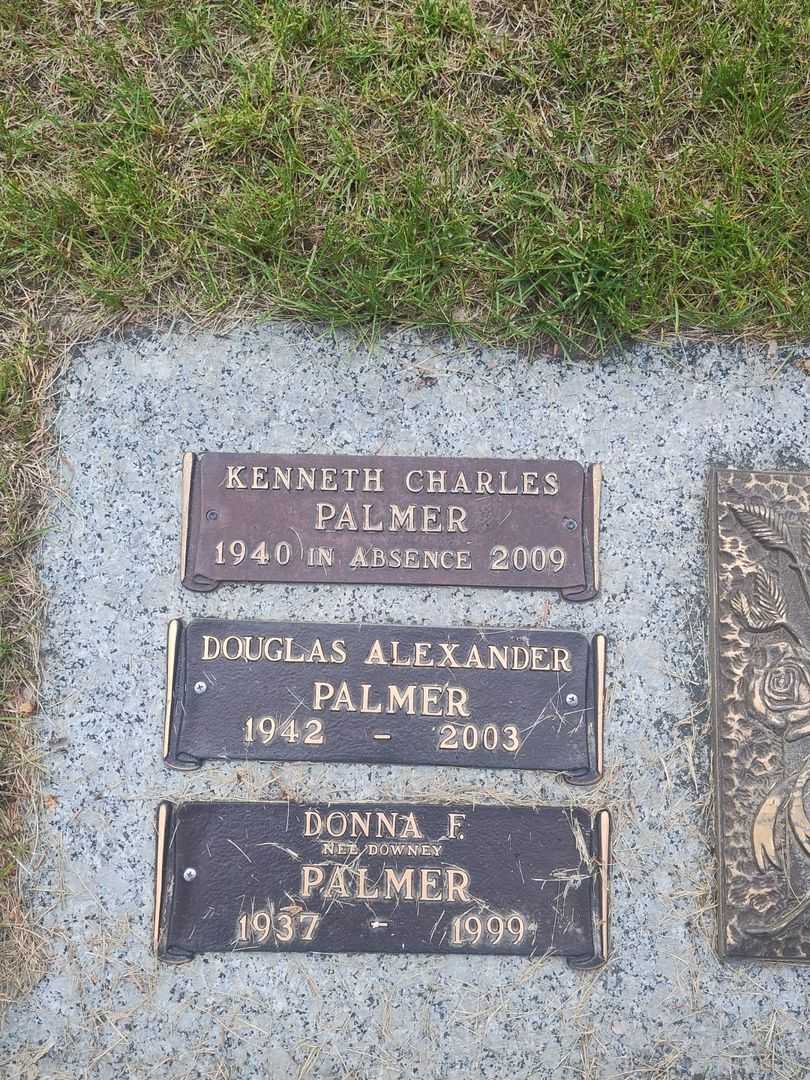 KENNETH CHARLES
PALMER
1940 IN ABSENCE 2009
DOUGLAS ALEXANDER
PALMER
1942 - 2003
DONNA F.
NEE DOWNEY
PALMER
1937 - 1999